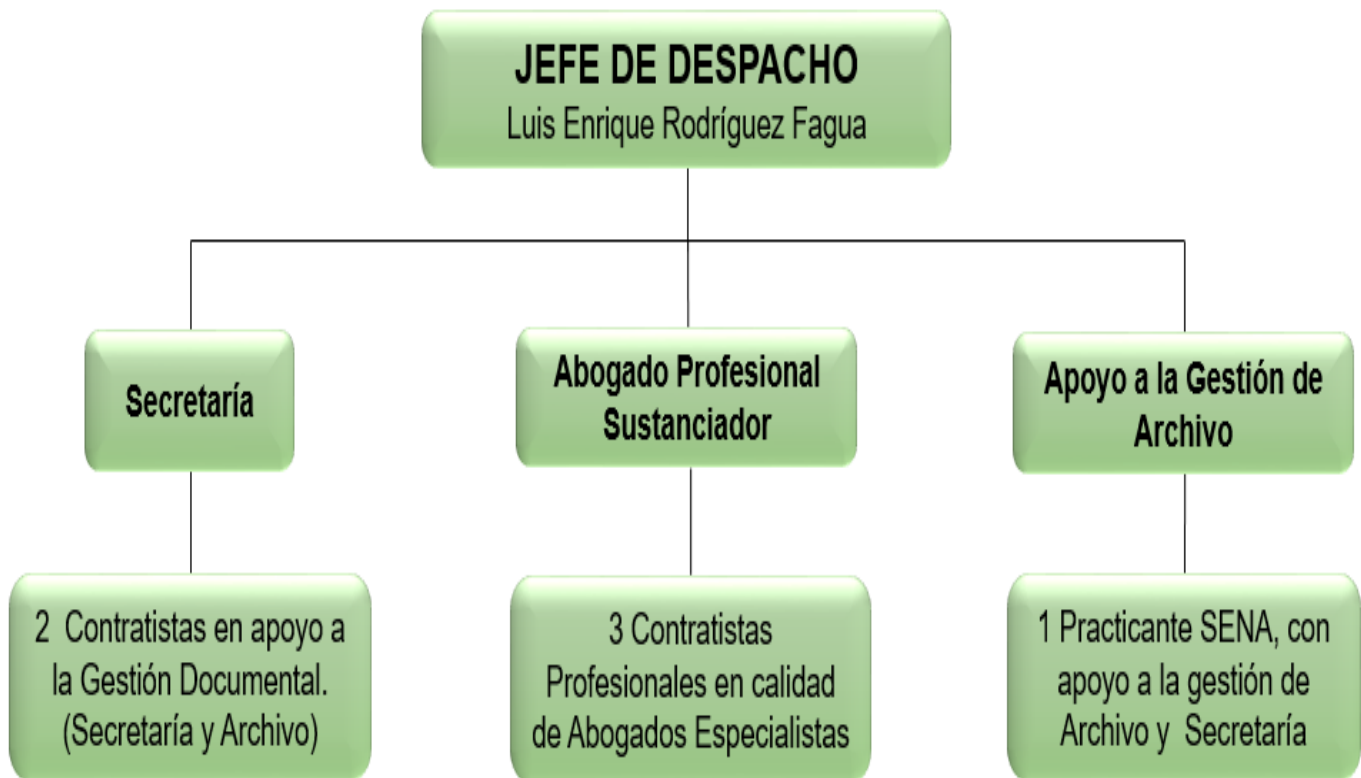 JEFE DE DESPACHO
Luis Enrique Rodríguez Fagua
Secretaría
Abogado Profesional
Sustanciador
Apoyo a la Gestión de
Archivo
2 Contratistas en apoyo a
la Gestión Documental.
(Secretaría y Archivo)
3 Contratistas
Profesionales en calidad
de Abogados Especialistas
1 Practicante SENA, con
apoyo a la gestión de
Archivo y Secretaría